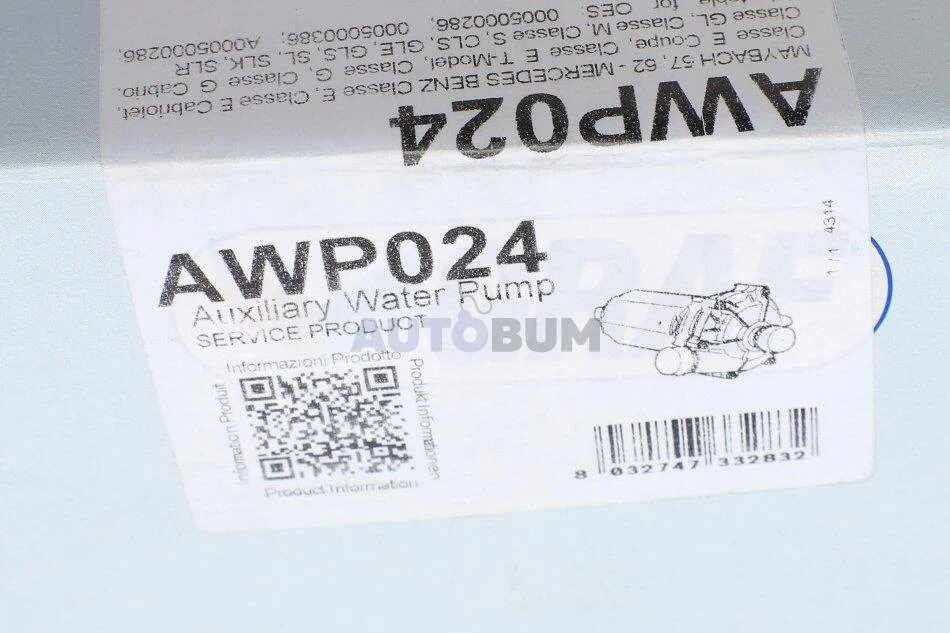 AWP024
MAYBACH 57, 62 - MERCEDES BENZ Classe E, Classe E Cabriolet,
Classe E Coupe, Classe E T-Model, Classe G, Classe G Cabrio,
Classe GL, Classe M, Classe S, CLS, GLE, GLS, SL, SLK, SLR
for OES: 0005000286, 0005000386, A0005000286,
AWP024
Auxiliary Water Pump
SERVICE PRODUCT
AUTOBUM
1/1 4314
Informazioni Prodotto
Information Produit
Produkt Informationen
Product Information
8 032747 332832